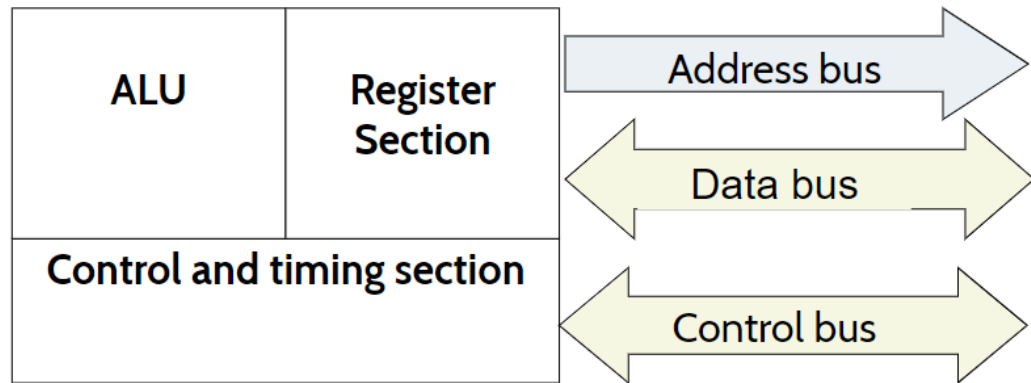 ALU
Register
Section
Control and timing section
Address bus
Data bus
Control bus